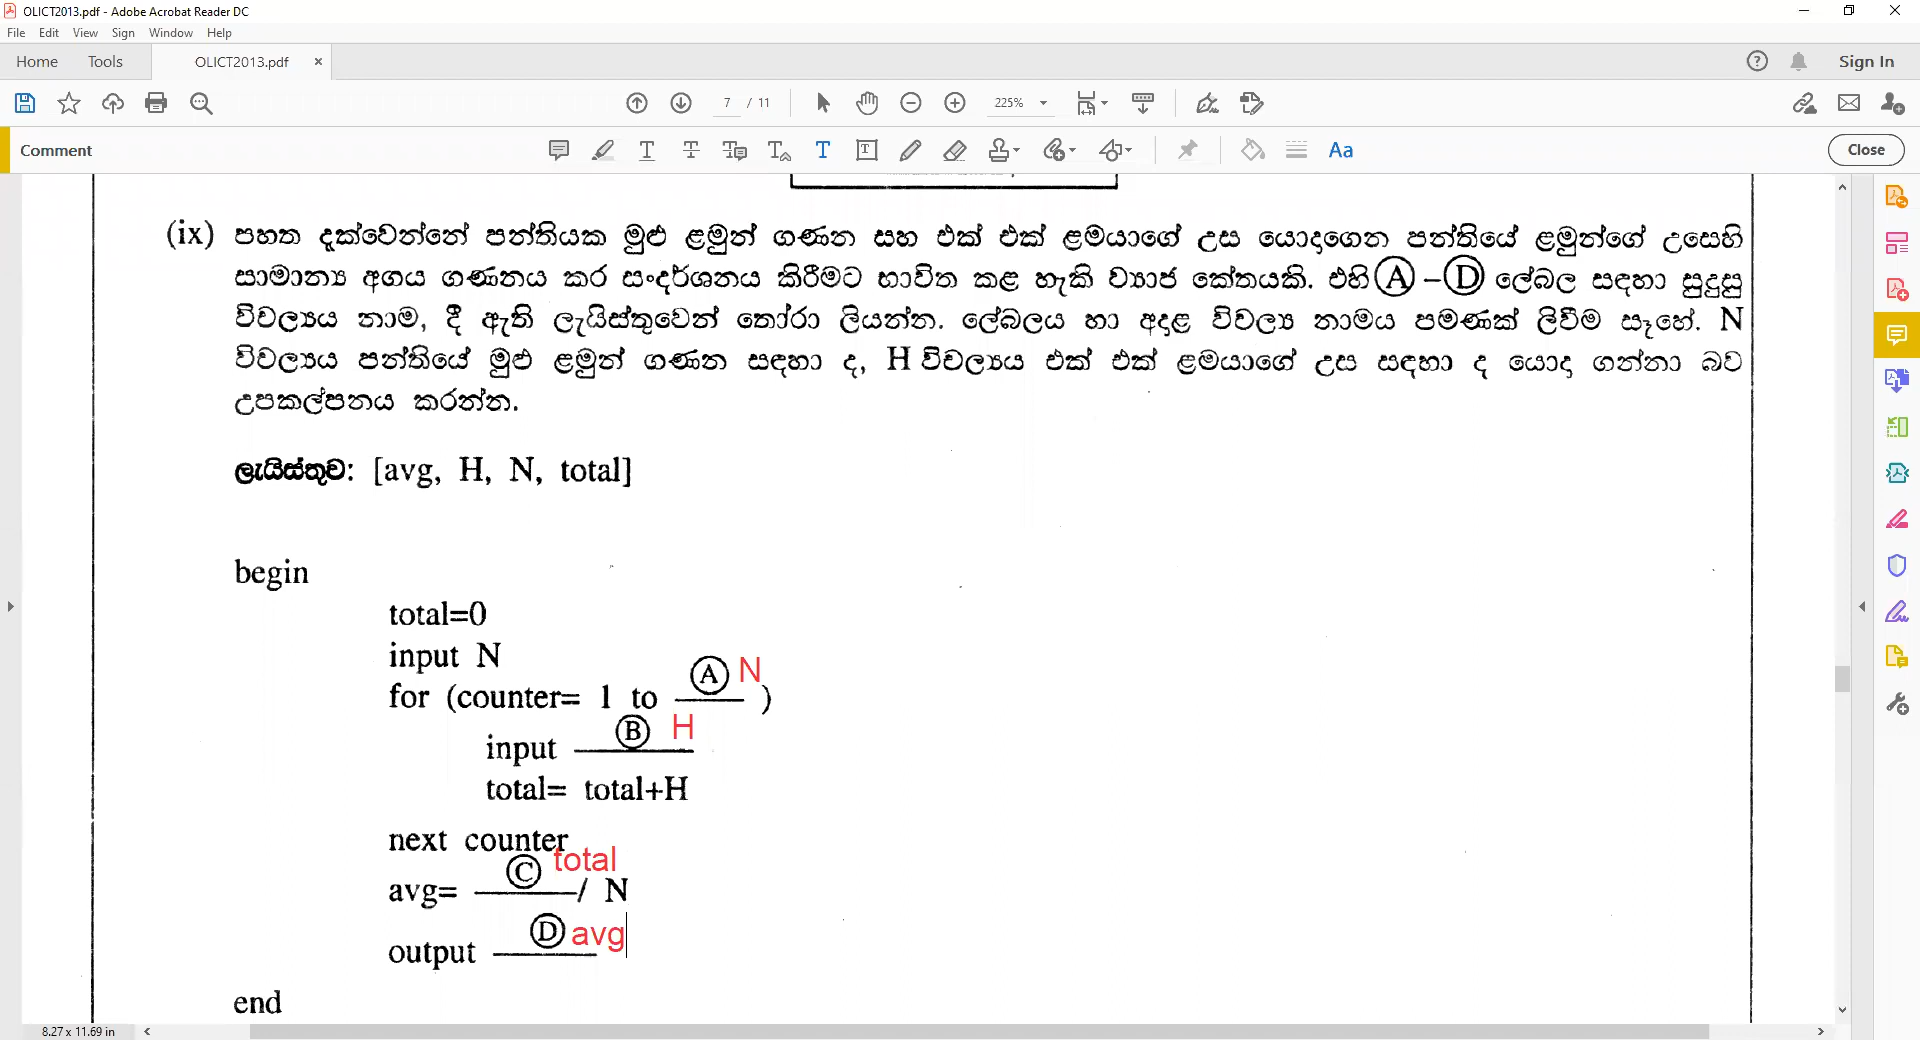 OLICT2013.pdf - Adobe Acrobat Reader DC
File Edit View Sign Window Help
Home Tools OLICT2013.pdf × Sign In
7 / 11 225%
Comment Close
(ix) පහත දැක්වෙන්නේ පන්තියක මුළු ළමුන් ගණන සහ එක් එක් ළමයාගේ උස යොදාගෙන පන්තියේ ළමුන්ගේ උසෙහි
සාමාන්‍ය අගය ගණනය කර සංදර්ශනය කිරීමට භාවිත කළ හැකි ව්‍යාජ කේතයකි. එහි Ⓐ – Ⓓ ලේබල සඳහා සුදුසු
විචල්‍යය නාම, දී ඇති ලැයිස්තුවෙන් තෝරා ලියන්න. ලේබලය හා අදාළ විචල්‍ය නාමය පමණක් ලිවීම සෑහේ. N
විචල්‍යය පන්තියේ මුළු ළමුන් ගණන සඳහා ද, H විචල්‍යය එක් එක් ළමයාගේ උස සඳහා ද යොදා ගන්නා බව
උපකල්පනය කරන්න.
ලැයිස්තුව: [avg, H, N, total]
begin
total=0
input N
for (counter= 1 to Ⓐ N )
input Ⓑ H
total= total+H
next counter
avg= Ⓒ total / N
output Ⓓ avg
end
8.27 x 11.69 in